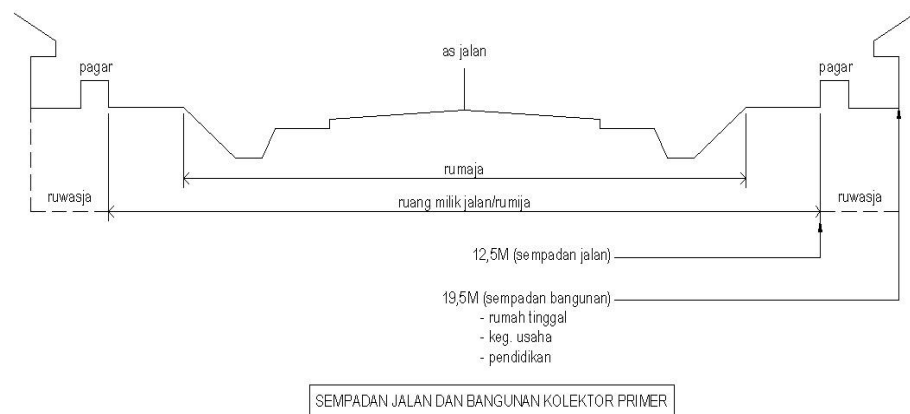 as jalan
pagar
pagar
rumaja
ruwasja
ruang milik jalan/rumija
ruwasja
12,5M (sempadan jalan)
19,5M (sempadan bangunan)
- rumah tinggal
- keg. usaha
- pendidikan
SEMPADAN JALAN DAN BANGUNAN KOLEKTOR PRIMER